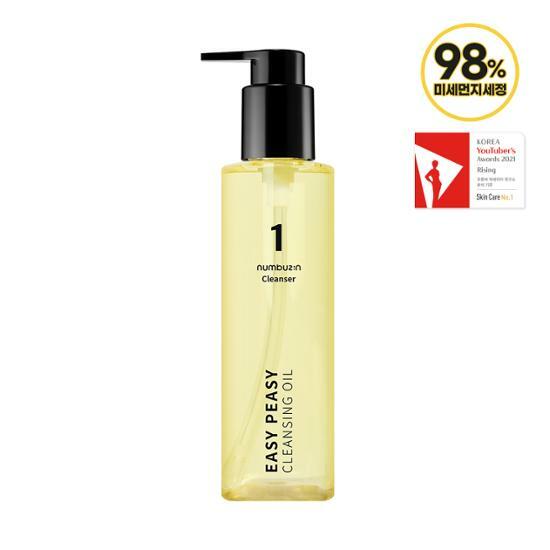 98%
미세먼지세정
KOREA
YouTuber's
Awards 2021
Rising
Skin Care No.1
1
numbuz:n
Cleanser
EASY PEASY
CLEANSING OIL